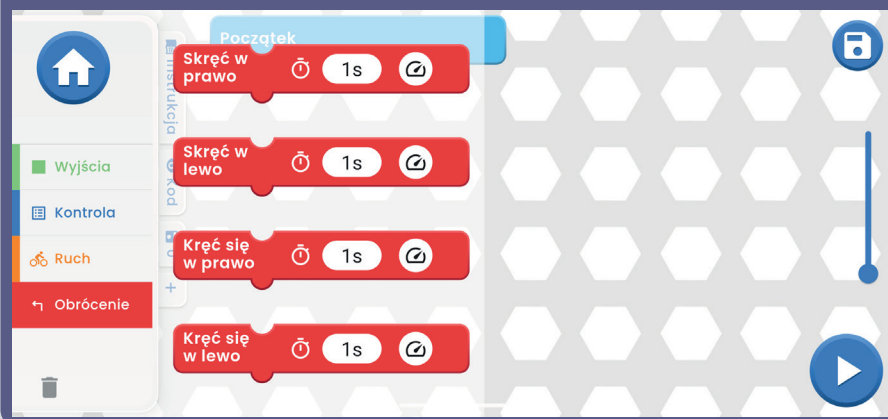 Początek
Instrukcja
Kod
Wyjścia
Kontrola
Ruch
Obrócenie
Skręć w
prawo
1s
Skręć w
lewo
1s
Kręć się
w prawo
1s
Kręć się
w lewo
1s
+